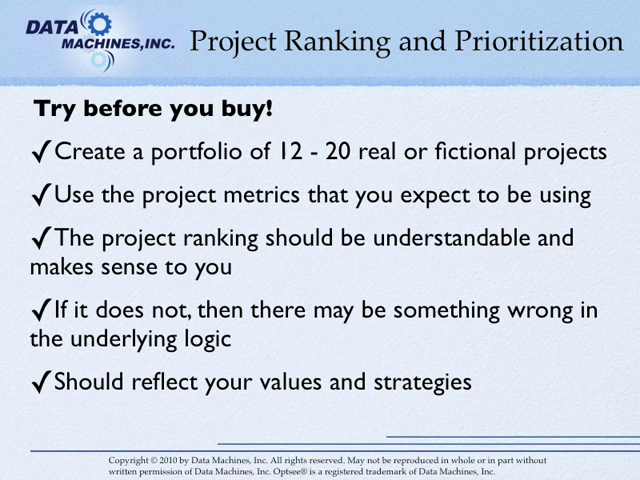 DATA
MACHINES,INC.
Project Ranking and Prioritization
Try before you buy!
✓Create a portfolio of 12 - 20 real or fictional projects
✓Use the project metrics that you expect to be using
✓The project ranking should be understandable and
makes sense to you
✓If it does not, then there may be something wrong in
the underlying logic
✓Should reflect your values and strategies
Copyright © 2010 by Data Machines, Inc. All rights reserved. May not be reproduced in whole or in part without
written permission of Data Machines, Inc. Optsee® is a registered trademark of Data Machines, Inc.